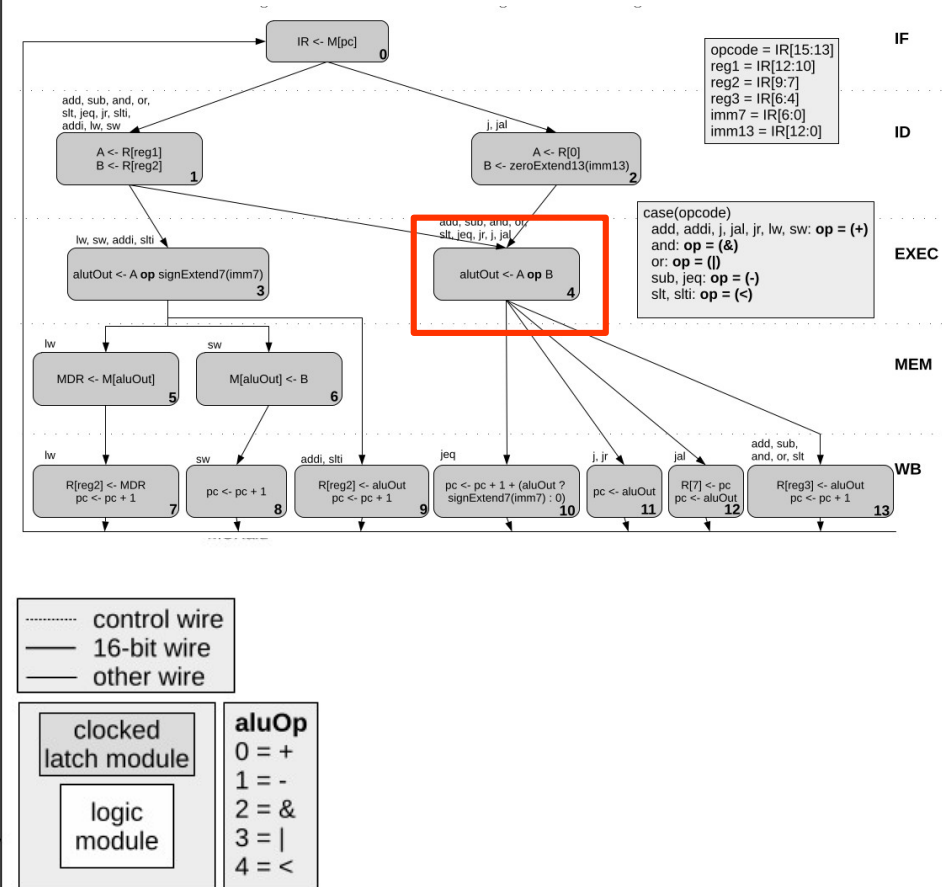 IR <- M[pc]
0
IF
opcode = IR[15:13]
reg1 = IR[12:10]
reg2 = IR[9:7]
reg3 = IR[6:4]
imm7 = IR[6:0]
imm13 = IR[12:0]
add, sub, and, or,
slt, jeq, jr, slti,
addi, lw, sw
j, jal
ID
A <- R[reg1]
B <- R[reg2]
1
A <- R[0]
B <- zeroExtend13(imm13)
2
case(opcode)
add, addi, j, jal, jr, lw, sw: op = (+)
and: op = (&)
or: op = (|)
sub, jeq: op = (-)
slt, slti: op = (<)
lw, sw, addi, slti
add, sub, and, or,
slt, jeq, jr, j, jal
EXEC
alutOut <- A op signExtend7(imm7)
3
alutOut <- A op B
4
lw
sw
MEM
MDR <- M[aluOut]
5
M[aluOut] <- B
6
lw
sw
addi, slti
jeq
j, jr
jal
add, sub,
and, or, slt
WB
R[reg2] <- MDR
pc <- pc + 1
7
pc <- pc + 1
8
R[reg2] <- aluOut
pc <- pc + 1
9
pc <- pc + 1 + (aluOut ?
signExtend7(imm7) : 0)
10
pc <- aluOut
11
R[7] <- pc
pc <- aluOut
12
R[reg3] <- aluOut
pc <- pc + 1
13
control wire
16-bit wire
other wire
clocked
latch module
logic
module
aluOp
0 = +
1 = -
2 = &
3 = |
4 = <